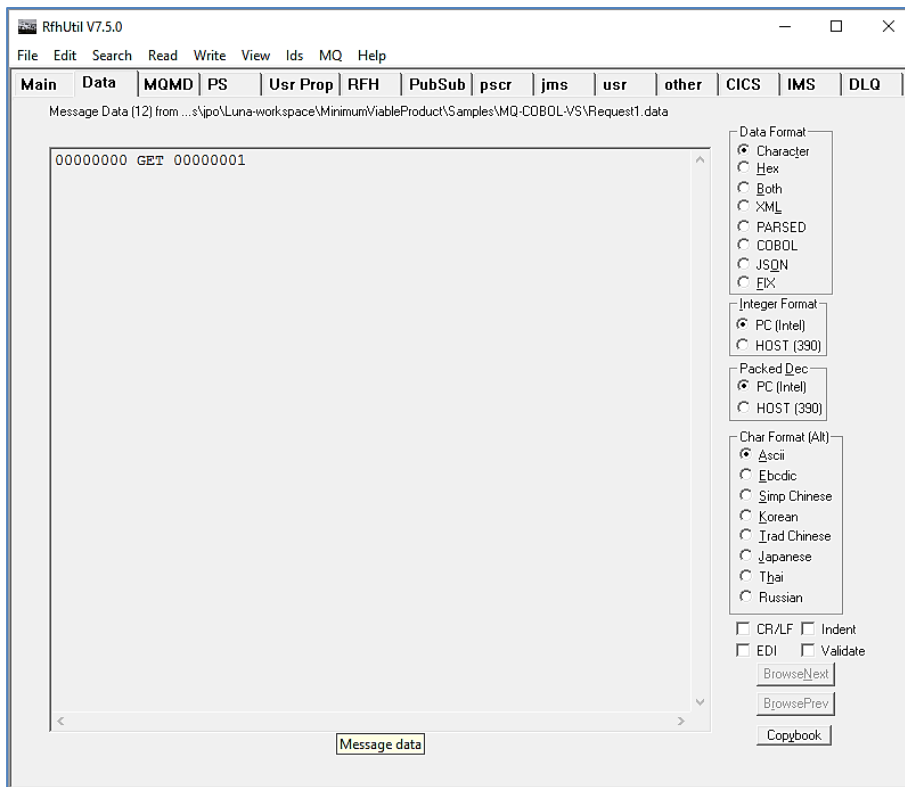 RfhUtil V7.5.0
File Edit Search Read Write View Ids MQ Help
Main Data MQMD PS Usr Prop RFH PubSub pscr jms usr other CICS IMS DLQ
Message Data (12) from ...s\jpo\Luna-workspace\MinimumViableProduct\Samples\MQ-COBOL-VS\Request1.data
00000000 GET 00000001
Data Format
Character
Hex
Both
XML
PARSED
COBOL
JSON
FIX
Integer Format
PC (Intel)
HOST (390)
Packed Dec
PC (Intel)
HOST (390)
Char Format (Alt)
Ascii
Ebcdic
Simp Chinese
Korean
Trad Chinese
Japanese
Thai
Russian
CR/LF Indent
EDI Validate
BrowseNext
BrowsePrev
Copybook
Message data